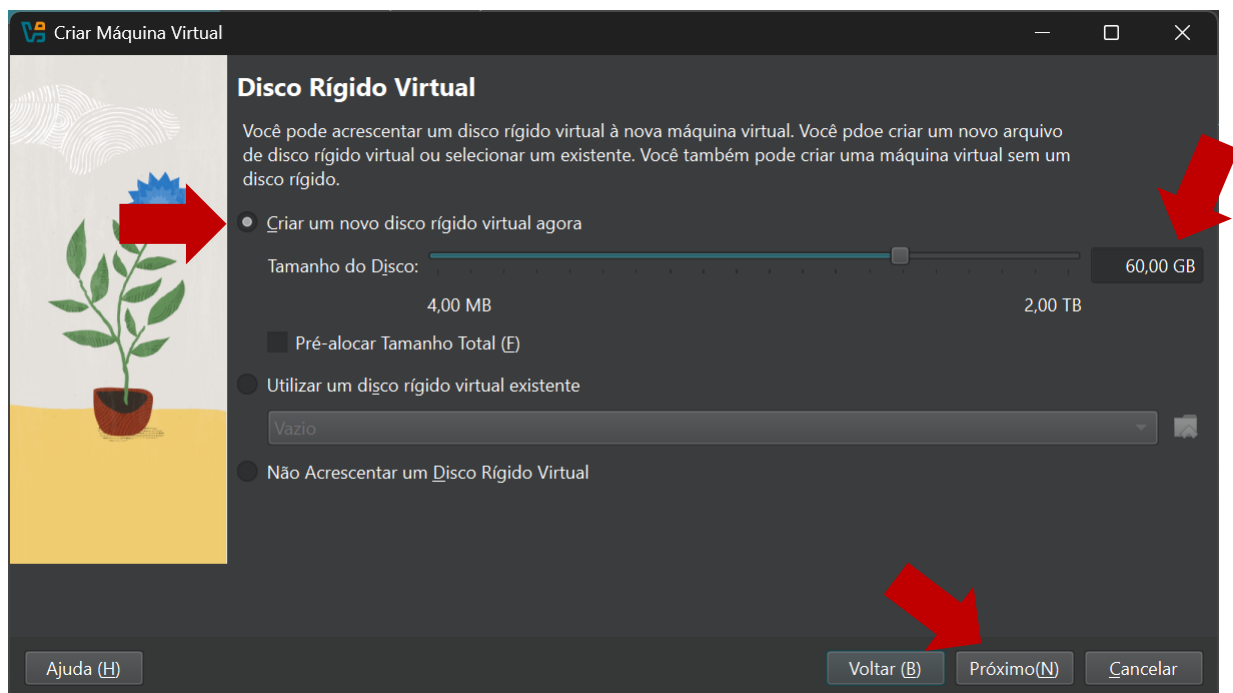 Criar Máquina Virtual
Disco Rígido Virtual
Você pode acrescentar um disco rígido virtual à nova máquina virtual. Você pdoe criar um novo arquivo
de disco rígido virtual ou selecionar um existente. Você também pode criar uma máquina virtual sem um
disco rígido.
Criar um novo disco rígido virtual agora
Tamanho do Disco: 60,00 GB
4,00 MB 2,00 TB
Pré-alocar Tamanho Total (F)
Utilizar um disco rígido virtual existente
Vazio
Não Acrescentar um Disco Rígido Virtual
Ajuda (H) Voltar (B) Próximo(N) Cancelar